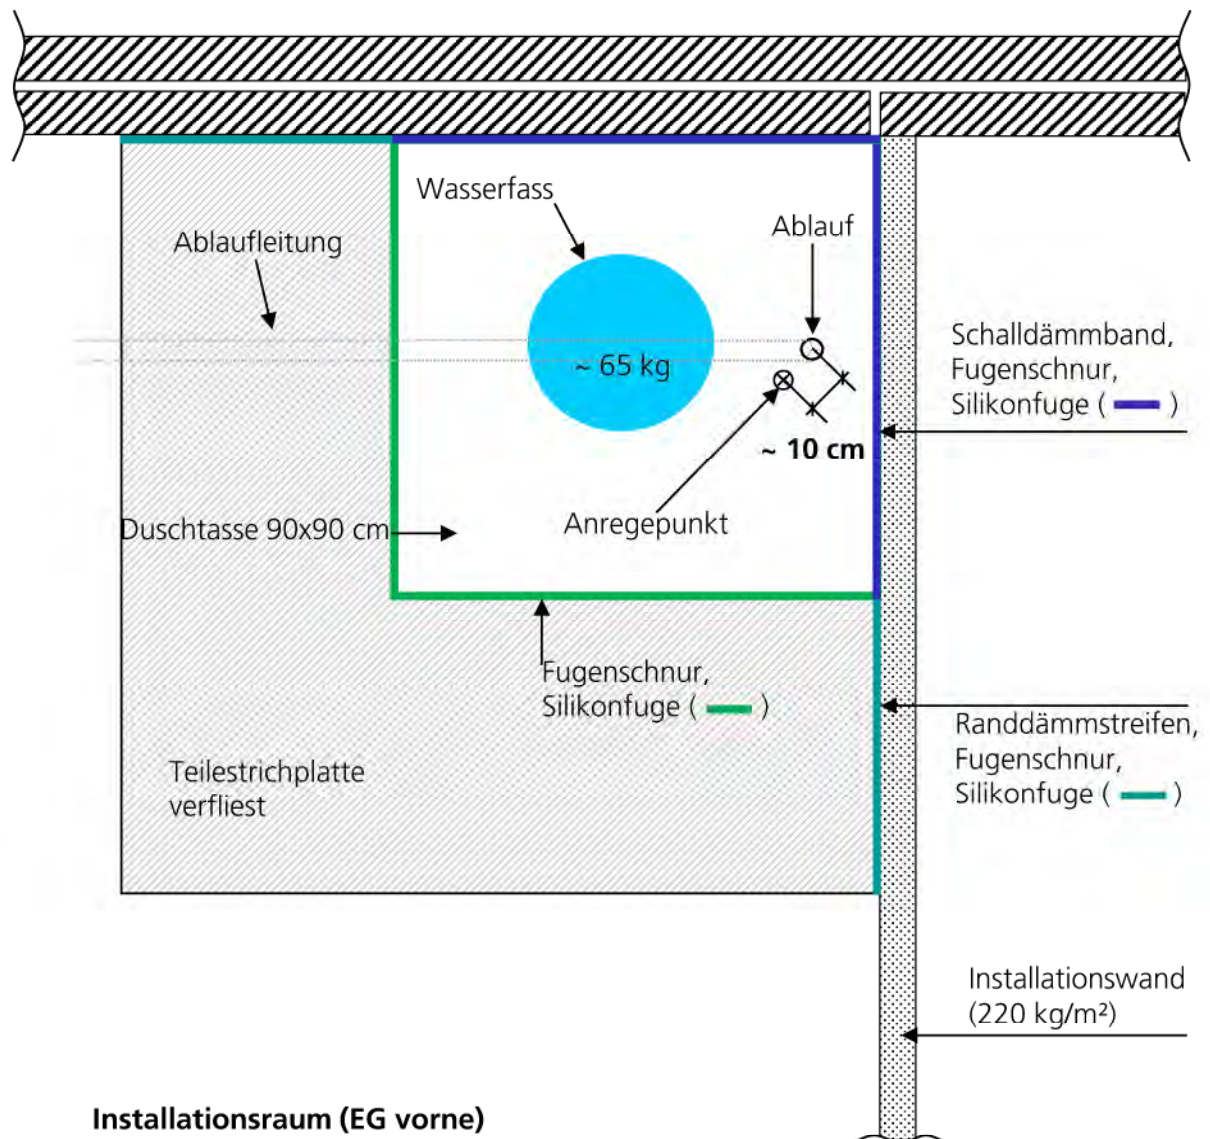 Wasserfass
Ablauf
Ablaufleitung
~ 65 kg
~ 10 cm
Schalldämmband,
Fugenschnur,
Silikonfuge ( )
Duschtasse 90x90 cm
Anregepunkt
Fugenschnur,
Silikonfuge ( )
Randdämmstreifen,
Fugenschnur,
Silikonfuge ( )
Teilestrichplatte
verfliest
Installationswand
(220 kg/m²)
Installationsraum (EG vorne)